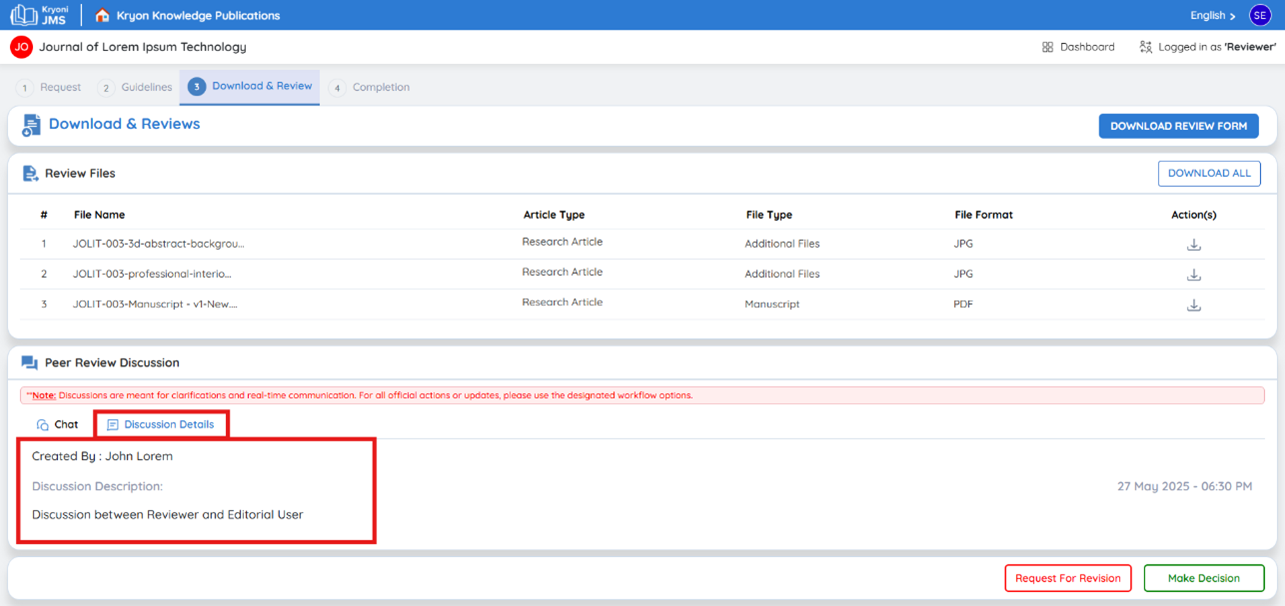 Kryoni JMS Kryon Knowledge Publications English SE
JO Journal of Lorem Ipsum Technology Dashboard Logged in as 'Reviewer'
1 Request 2 Guidelines 3 Download & Review 4 Completion
Download & Reviews DOWNLOAD REVIEW FORM
Review Files DOWNLOAD ALL
# File Name Article Type File Type File Format Action(s)
1 JOLIT-003-3d-abstract-backgrou... Research Article Additional Files JPG
2 JOLIT-003-professional-interio... Research Article Additional Files JPG
3 JOLIT-003-Manuscript - v1-New.... Research Article Manuscript PDF
Peer Review Discussion
**Note: Discussions are meant for clarifications and real-time communication. For all official actions or updates, please use the designated workflow options.
Chat Discussion Details
Created By : John Lorem
Discussion Description: 27 May 2025 - 06:30 PM
Discussion between Reviewer and Editorial User
Request For Revision Make Decision